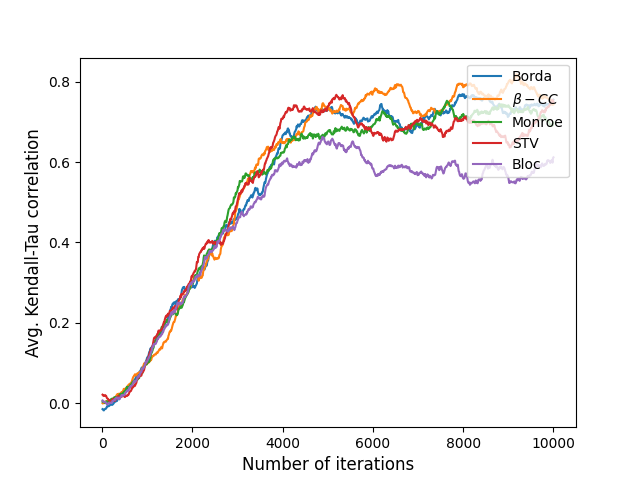 Avg. Kendall-Tau correlation
0.8
0.6
0.4
0.2
0.0
0 2000 4000 6000 8000 10000
Number of iterations
Borda
β − CC
Monroe
STV
Bloc